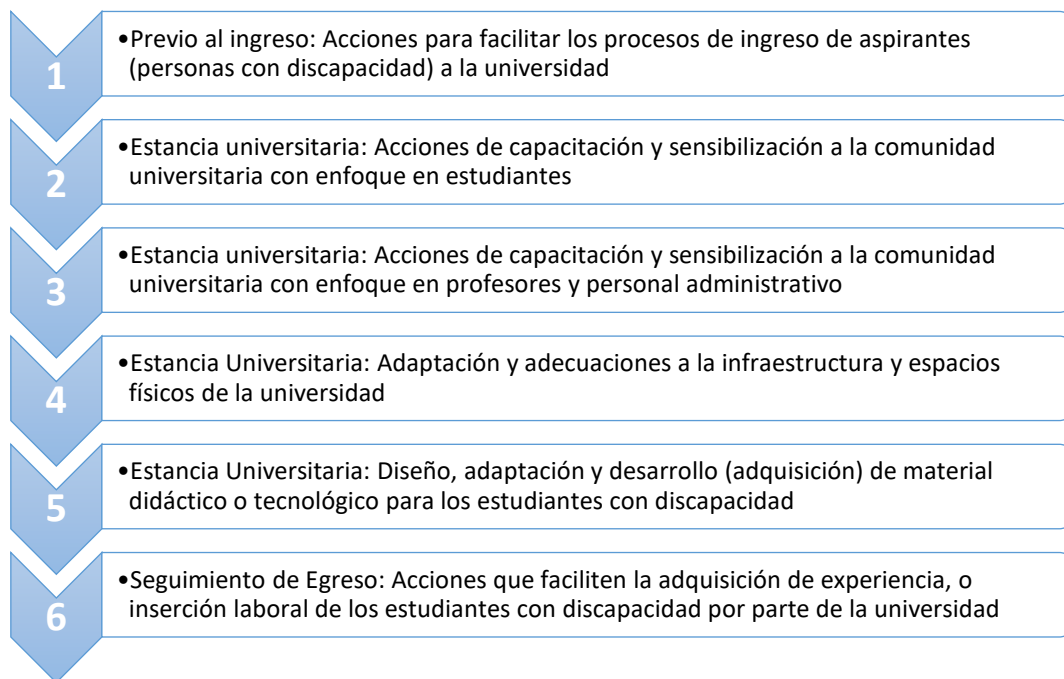 1
•Previo al ingreso: Acciones para facilitar los procesos de ingreso de aspirantes
(personas con discapacidad) a la universidad
2
•Estancia universitaria: Acciones de capacitación y sensibilización a la comunidad
universitaria con enfoque en estudiantes
3
•Estancia universitaria: Acciones de capacitación y sensibilización a la comunidad
universitaria con enfoque en profesores y personal administrativo
4
•Estancia Universitaria: Adaptación y adecuaciones a la infraestructura y espacios
físicos de la universidad
5
•Estancia Universitaria: Diseño, adaptación y desarrollo (adquisición) de material
didáctico o tecnológico para los estudiantes con discapacidad
6
•Seguimiento de Egreso: Acciones que faciliten la adquisición de experiencia, o
inserción laboral de los estudiantes con discapacidad por parte de la universidad